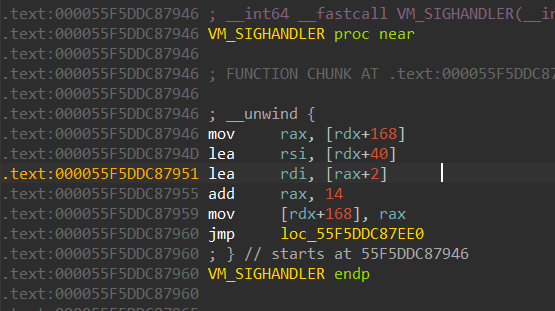 .text:000055F5DDC87946 ; __int64 __fastcall VM_SIGHANDLER(__in
.text:000055F5DDC87946 VM_SIGHANDLER proc near
.text:000055F5DDC87946
.text:000055F5DDC87946 ; FUNCTION CHUNK AT .text:000055F5DDC87
.text:000055F5DDC87946
.text:000055F5DDC87946 ; __unwind {
.text:000055F5DDC87946 mov rax, [rdx+168]
.text:000055F5DDC8794D lea rsi, [rdx+40]
.text:000055F5DDC87951 lea rdi, [rax+2]
.text:000055F5DDC87955 add rax, 14
.text:000055F5DDC87959 mov [rdx+168], rax
.text:000055F5DDC87960 jmp loc_55F5DDC87EE0
.text:000055F5DDC87960 ; } // starts at 55F5DDC87946
.text:000055F5DDC87960 VM_SIGHANDLER endp
.text:000055F5DDC87960